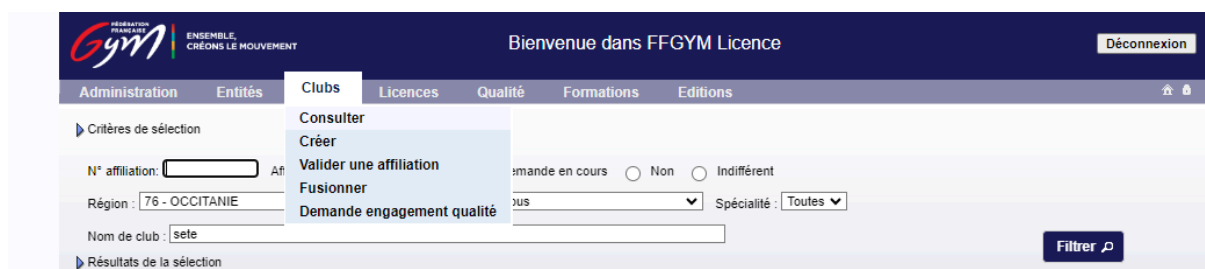 FÉDÉRATION
FRANÇAISE
Gym
ENSEMBLE,
CRÉONS LE MOUVEMENT
Bienvenue dans FFGYM Licence
Déconnexion
Administration Entités Clubs Licences Qualité Formations Editions
Consulter
Créer
Valider une affiliation
Fusionner
Demande engagement qualité
Critères de sélection
N° affiliation: Af emande en cours Non Indifférent
Région : 76 - OCCITANIE ous Spécialité : Toutes
Nom de club : sete
Filtrer
Résultats de la sélection